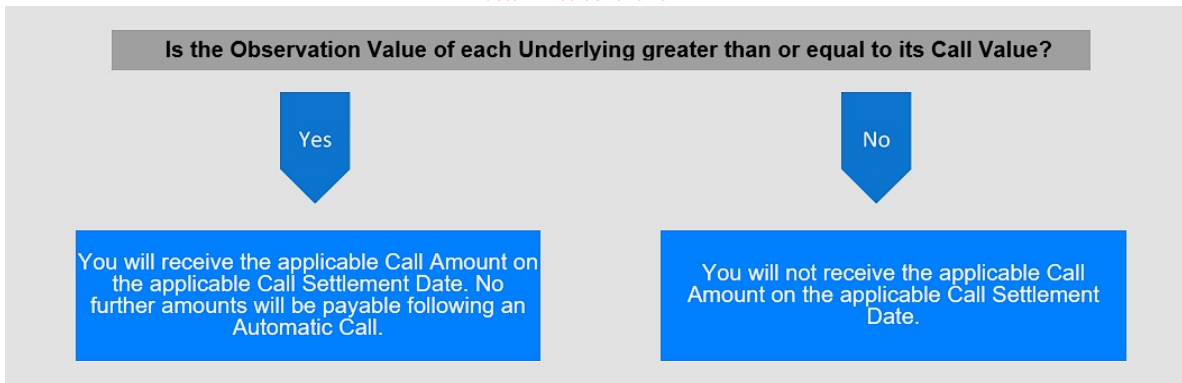 Is the Observation Value of each Underlying greater than or equal to its Call Value?
Yes
No
You will receive the applicable Call Amount on
the applicable Call Settlement Date. No
further amounts will be payable following an
Automatic Call.
You will not receive the applicable Call
Amount on the applicable Call Settlement
Date.